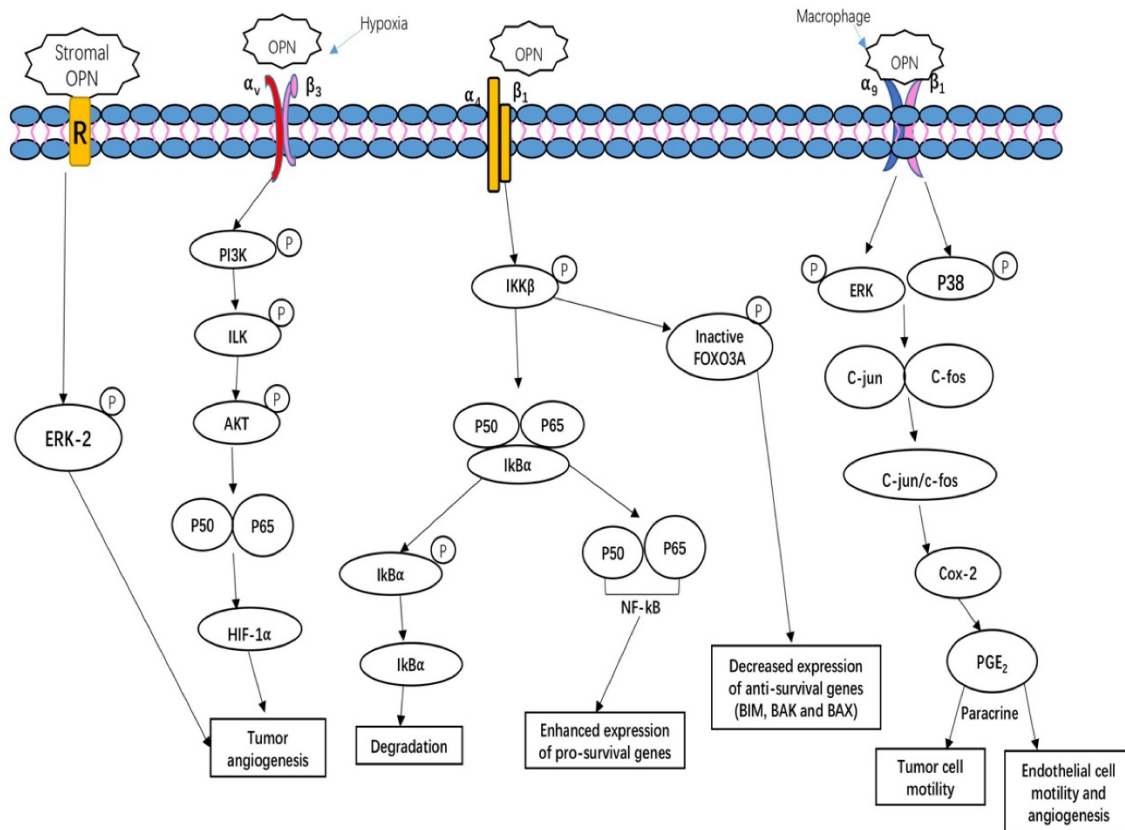 Stromal
OPN
R
OPN
Hypoxia
αv
β3
OPN
α4
β1
Macrophage
OPN
α9
β1
ERK-2
P
PI3K
P
ILK
P
AKT
P
P50
P65
HIF-1α
Tumor
angiogenesis
IKKβ
P
P50
P65
IkBα
IkBα
P
IkBα
Degradation
P50
P65
NF-kB
Enhanced expression
of pro-survival genes
Inactive
FOXO3A
P
Decreased expression
of anti-survival genes
(BIM, BAK and BAX)
P
ERK
P38
P
C-jun
C-fos
C-jun/c-fos
Cox-2
PGE2
Paracrine
Tumor cell
motility
Endothelial cell
motility and
angiogenesis